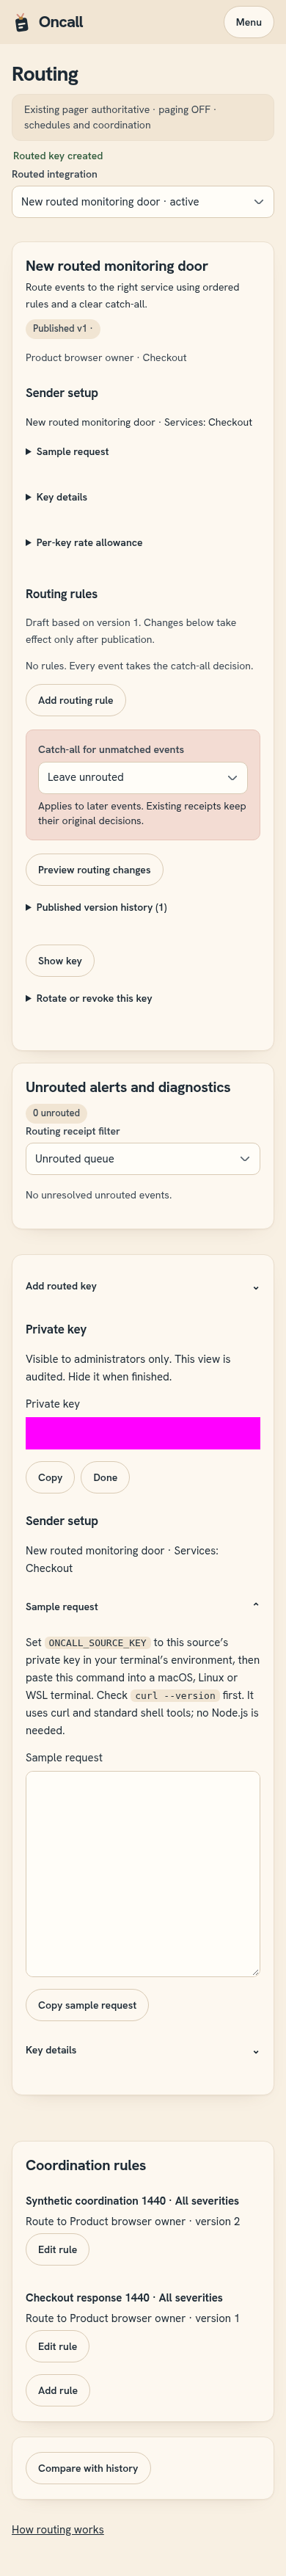 Oncall
Menu
Routing
Existing pager authoritative · paging OFF ·
schedules and coordination
Routed key created
Routed integration
New routed monitoring door · active
New routed monitoring door
Route events to the right service using ordered
rules and a clear catch-all.
Published v1 ·
Product browser owner · Checkout
Sender setup
New routed monitoring door · Services: Checkout
Sample request
Key details
Per-key rate allowance
Routing rules
Draft based on version 1. Changes below take
effect only after publication.
No rules. Every event takes the catch-all decision.
Add routing rule
Catch-all for unmatched events
Leave unrouted
Applies to later events. Existing receipts keep
their original decisions.
Preview routing changes
Published version history (1)
Show key
Rotate or revoke this key
Unrouted alerts and diagnostics
0 unrouted
Routing receipt filter
Unrouted queue
No unresolved unrouted events.
Add routed key
Private key
Visible to administrators only. This view is
audited. Hide it when finished.
Private key
Copy
Done
Sender setup
New routed monitoring door · Services:
Checkout
Sample request
Set ONCALL_SOURCE_KEY to this source's
private key in your terminal's environment, then
paste this command into a macOS, Linux or
WSL terminal. Check curl --version first. It
uses curl and standard shell tools; no Node.js is
needed.
Sample request
Copy sample request
Key details
Coordination rules
Synthetic coordination 1440 · All severities
Route to Product browser owner · version 2
Edit rule
Checkout response 1440 · All severities
Route to Product browser owner · version 1
Edit rule
Add rule
Compare with history
How routing works